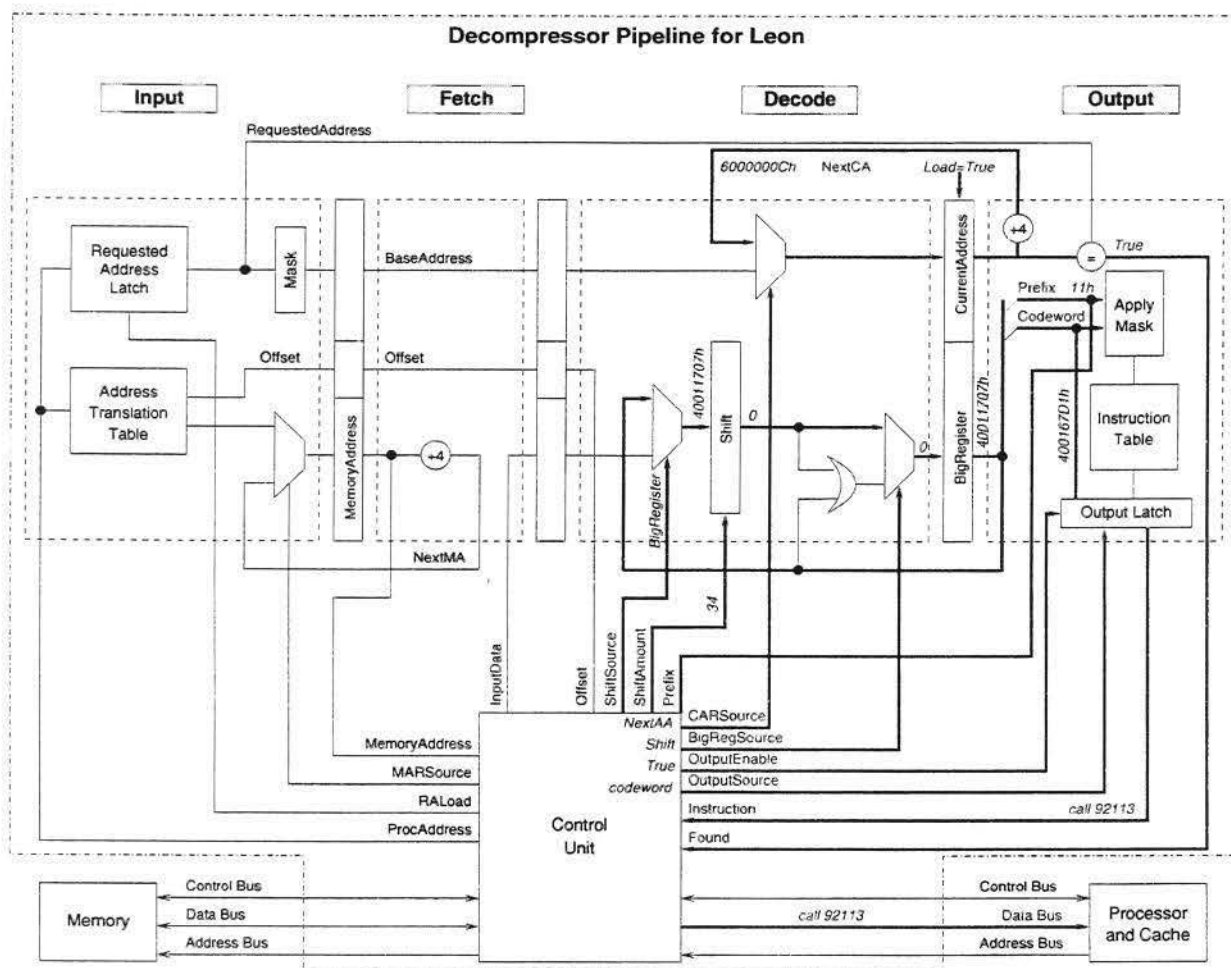 Decompressor Pipeline for Leon
Input
Fetch
Decode
Output
RequestedAddress
6000000Ch
NextCA
Load=True
Requested
Address
Latch
Mask
BaseAddress
CurrentAddress
+4
=
True
Prefix
11h
Codeword
Apply
Mask
Offset
Offset
Address
Translation
Table
MemoryAddress
+4
40011707h
Shift
0
0
BigRegister
BigRegister
40011707h
400167D1h
Instruction
Table
Output Latch
NextMA
34
InputData
Offset
ShiftSource
ShiftAmount
Prefix
NextAA
CARSource
Shift
BigRegSource
True
OutputEnable
codeword
OutputSource
MemoryAddress
MARSource
RALoad
ProcAddress
Instruction
call 92113
Found
Control
Unit
Memory
Control Bus
Data Bus
Address Bus
call 92113
Control Bus
Data Bus
Address Bus
Processor
and Cache